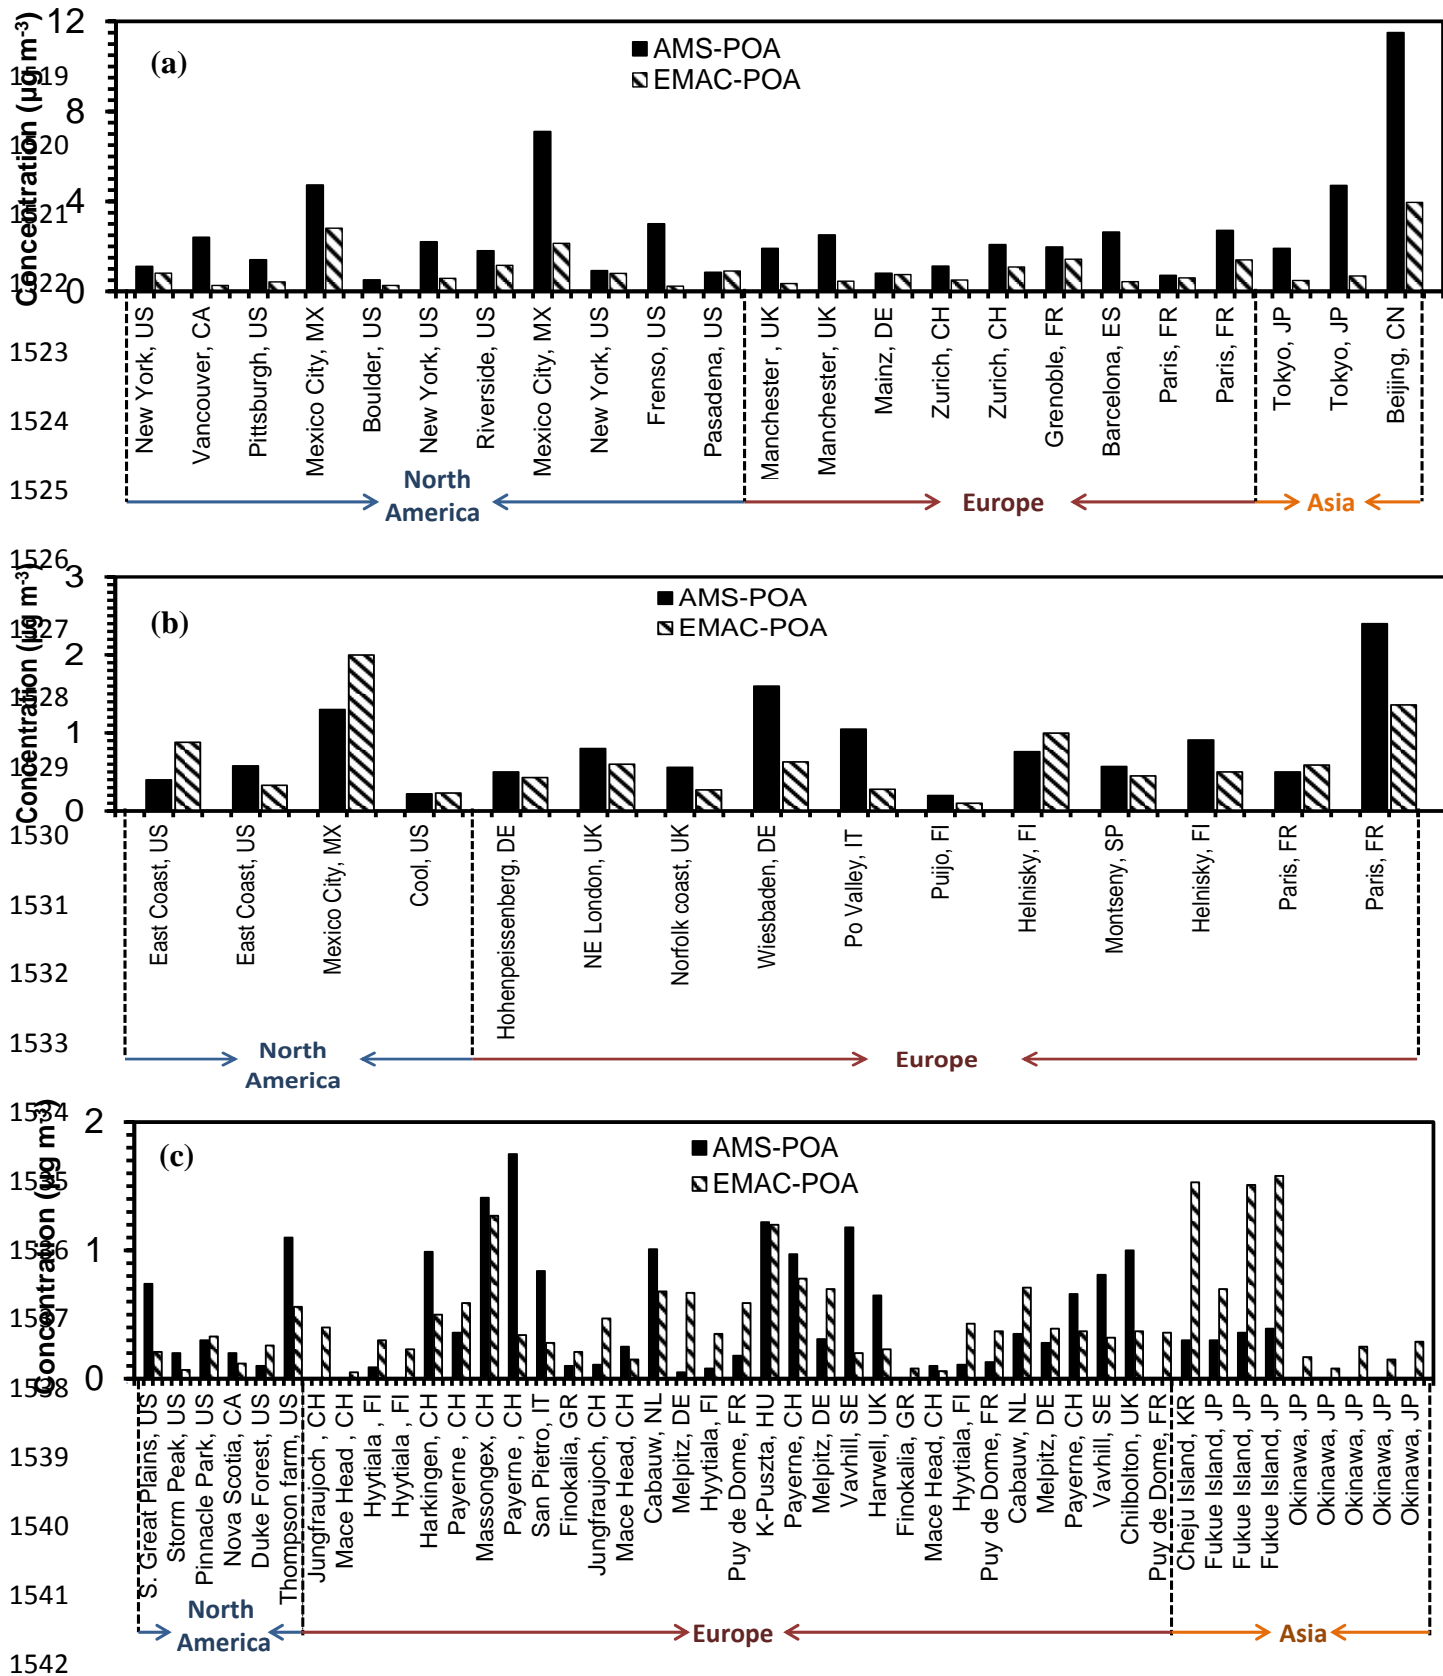 12
Concentration (µg m-3)
(a)
AMS-POA
EMAC-POA
1519
8
1520
4
1521
1522
0
New York, US
Vancouver, CA
Pittsburgh, US
Mexico City, MX
Boulder, US
New York, US
Riverside, US
Mexico City, MX
New York, US
Frenso, US
Pasadena, US
Manchester , UK
Manchester, UK
Mainz, DE
Zurich, CH
Zurich, CH
Grenoble, FR
Barcelona, ES
Paris, FR
Paris, FR
Tokyo, JP
Tokyo, JP
Beijing, CN
1523
1524
1525
North
America
Europe
Asia
1526
3
Concentration (µg m-3)
(b)
AMS-POA
EMAC-POA
1527
2
1528
1
1529
0
1530
East Coast, US
East Coast, US
Mexico City, MX
Cool, US
Hohenpeissenberg, DE
NE London, UK
Norfolk coast, UK
Wiesbaden, DE
Po Valley, IT
Puijo, FI
Helnisky, FI
Montseny, SP
Helnisky, FI
Paris, FR
Paris, FR
1531
1532
1533
North
America
Europe
1534
2
Concentration (µg m-3)
(c)
AMS-POA
EMAC-POA
1535
1536
1
1537
1538
0
S. Great Plains, US
Storm Peak, US
Pinnacle Park, US
Nova Scotia, CA
Duke Forest, US
Thompson farm, US
Jungfraujoch , CH
Mace Head , CH
Hyytiala, FI
Hyytiala, FI
Harkingen, CH
Payerne , CH
Massongex, CH
Payerne , CH
San Pietro, IT
Finokalia, GR
Jungfraujoch, CH
Mace Head, CH
Cabauw, NL
Melpitz, DE
Hyytiala, FI
Puy de Dome, FR
K-Puszta, HU
Payerne, CH
Melpitz, DE
Vavhill, SE
Harwell, UK
Finokalia, GR
Mace Head, CH
Hyytiala, FI
Puy de Dome, FR
Cabauw, NL
Melpitz, DE
Payerne, CH
Vavhill, SE
Chilbolton, UK
Puy de Dome, FR
Cheju Island, KR
Fukue Island, JP
Fukue Island, JP
Fukue Island, JP
Okinawa, JP
Okinawa, JP
Okinawa, JP
Okinawa, JP
Okinawa, JP
1539
1540
1541
North
America
Europe
Asia
1542